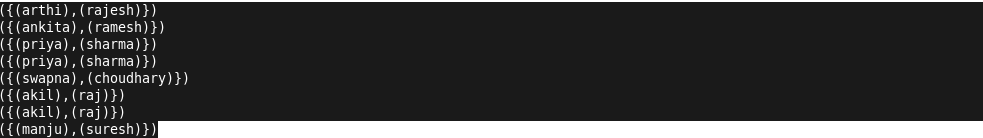 ({(arthi),(rajesh)})
({(ankita),(ramesh)})
({(priya),(sharma)})
({(priya),(sharma)})
({(swapna),(choudhary)})
({(akil),(raj)})
({(akil),(raj)})
({(manju),(suresh)})